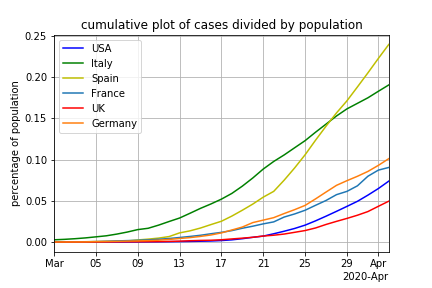 cumulative plot of cases divided by population
percentage of population
0.25
0.20
0.15
0.10
0.05
0.00
USA
Italy
Spain
France
UK
Germany
Mar 05 09 13 17 21 25 29 Apr
2020-Apr